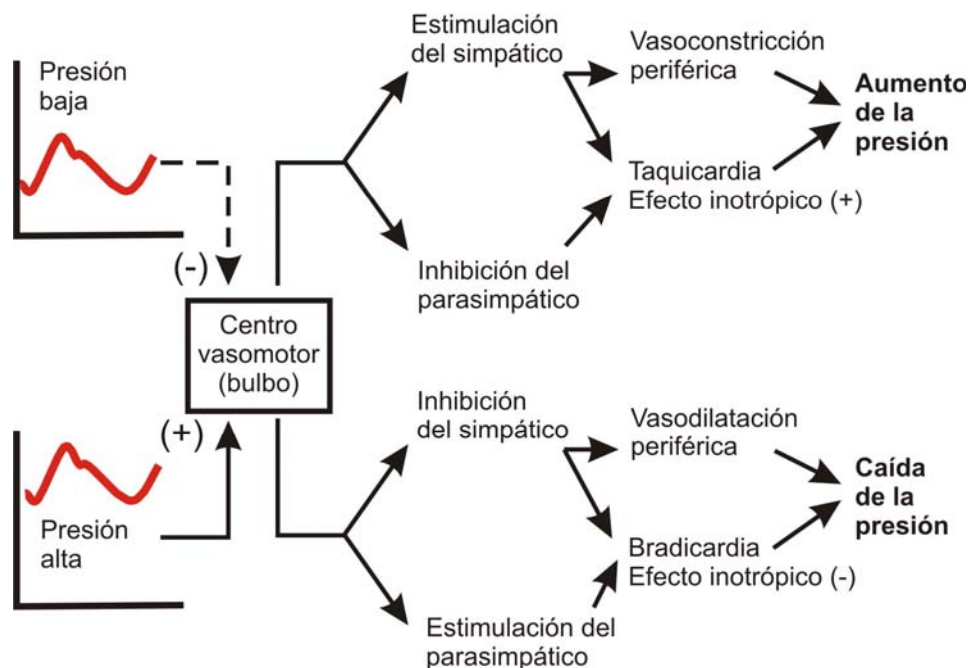 Presión
baja
(-)
Centro
vasomotor
(bulbo)
(+)
Presión
alta
Estimulación
del simpático
Inhibición del
parasimpático
Vasoconstricción
periférica
Taquicardia
Efecto inotrópico (+)
Aumento
de la
presión
Inhibición
del simpático
Estimulación del
parasimpático
Vasodilatación
periférica
Bradicardia
Efecto inotrópico (-)
Caída
de la
presión